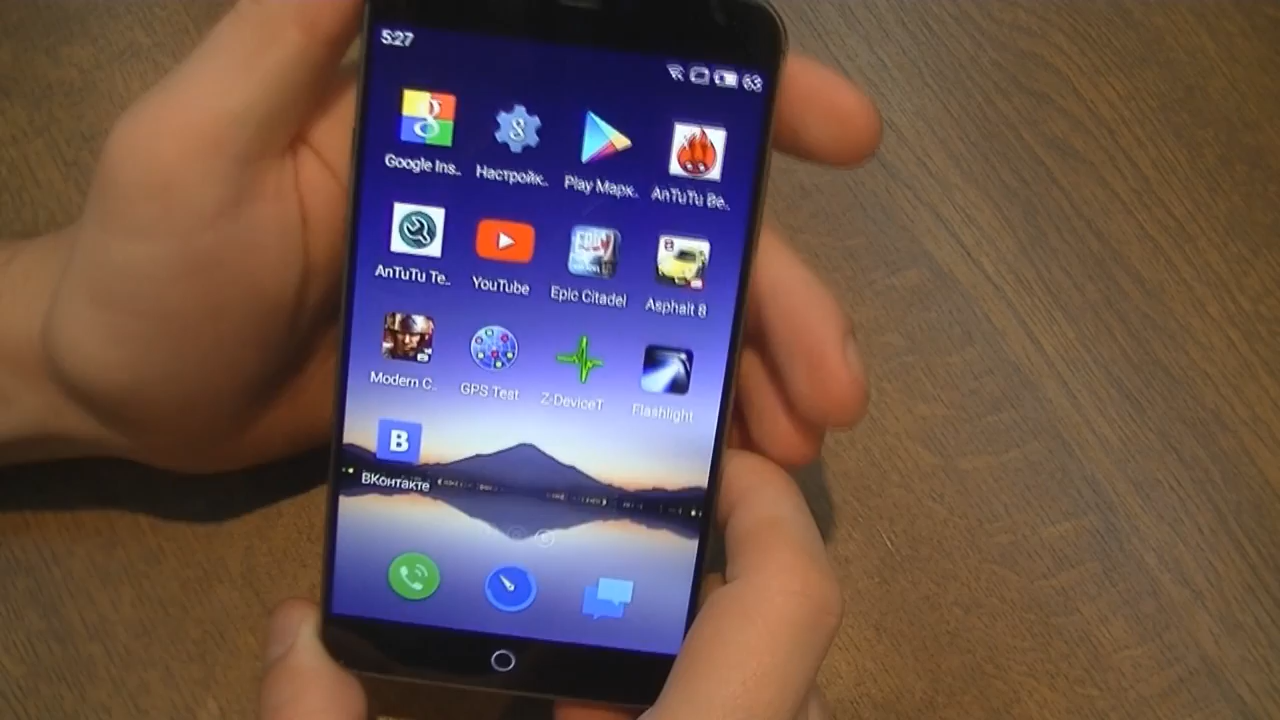 5:27
63
Google Ins..
Настройк..
Play Марк..
AnTuTu Be..
AnTuTu Te..
YouTube
Epic Citadel
Asphalt 8
Modern C..
GPS Test
Z-DeviceT
Flashlight
B
ВКонтакте